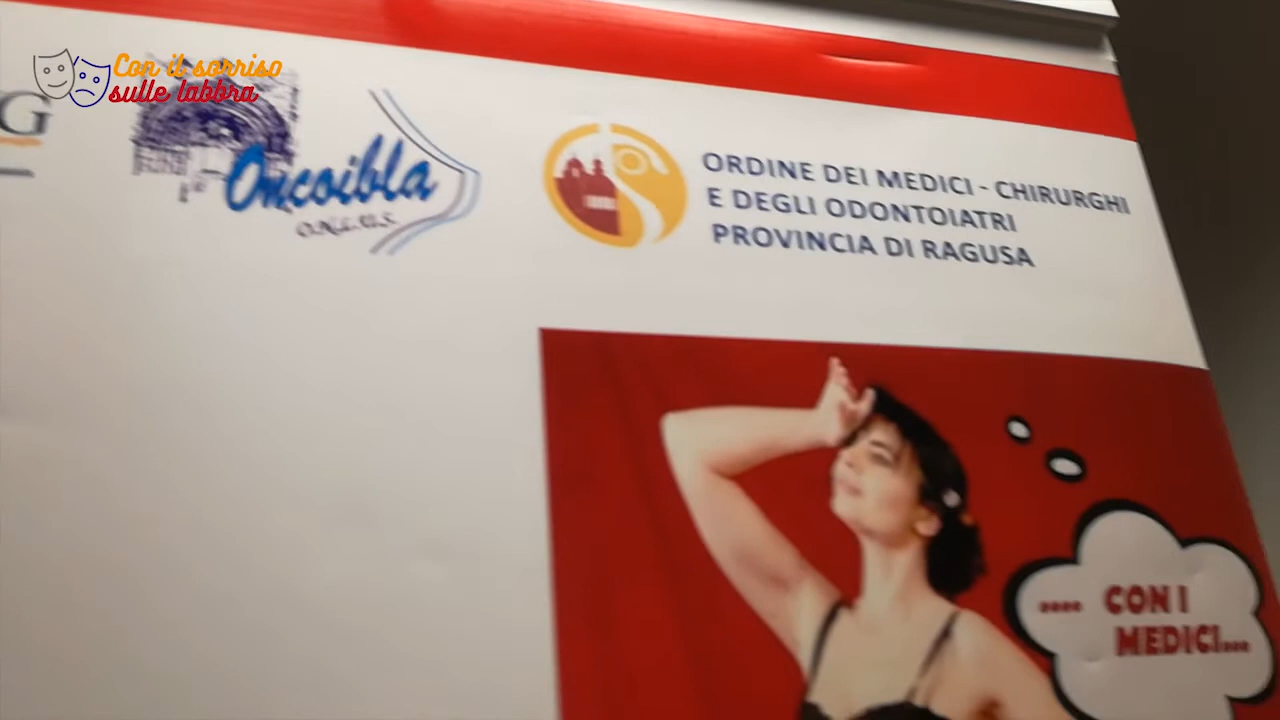 Con il sorriso
sulle labbra
G
Oncoibla
O.N.L.U.S.
ORDINE DEI MEDICI - CHIRURGHI
E DEGLI ODONTOIATRI
PROVINCIA DI RAGUSA
.... CON I
MEDICI...